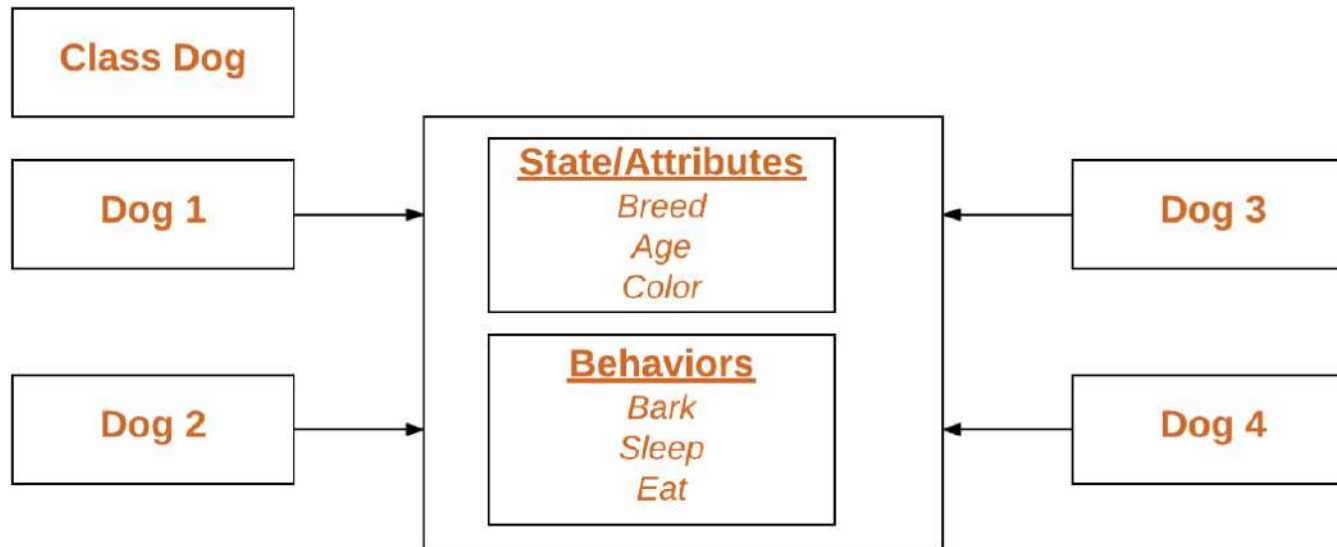 Class Dog
Dog 1
Dog 2
State/Attributes
Breed
Age
Color
Behaviors
Bark
Sleep
Eat
Dog 3
Dog 4